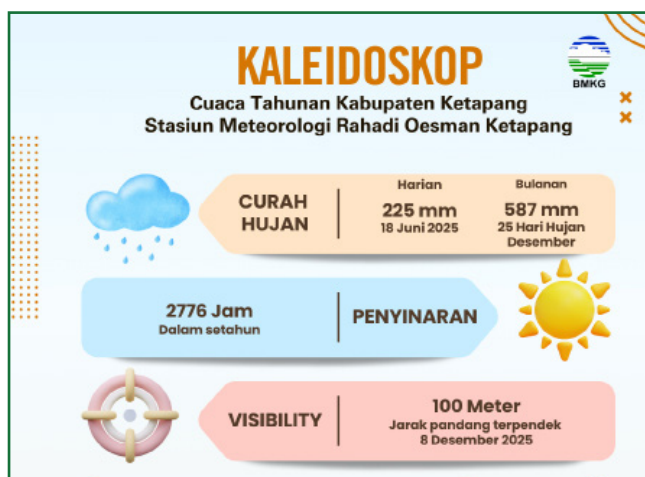 KALEIDOSKOP
BMKG
Cuaca Tahunan Kabupaten Ketapang
Stasiun Meteorologi Rahadi Oesman Ketapang
CURAH
HUJAN
Harian
225 mm
18 Juni 2025
Bulanan
587 mm
25 Hari Hujan
Desember
2776 Jam
Dalam setahun
PENYINARAN
VISIBILITY
100 Meter
Jarak pandang terpendek
8 Desember 2025